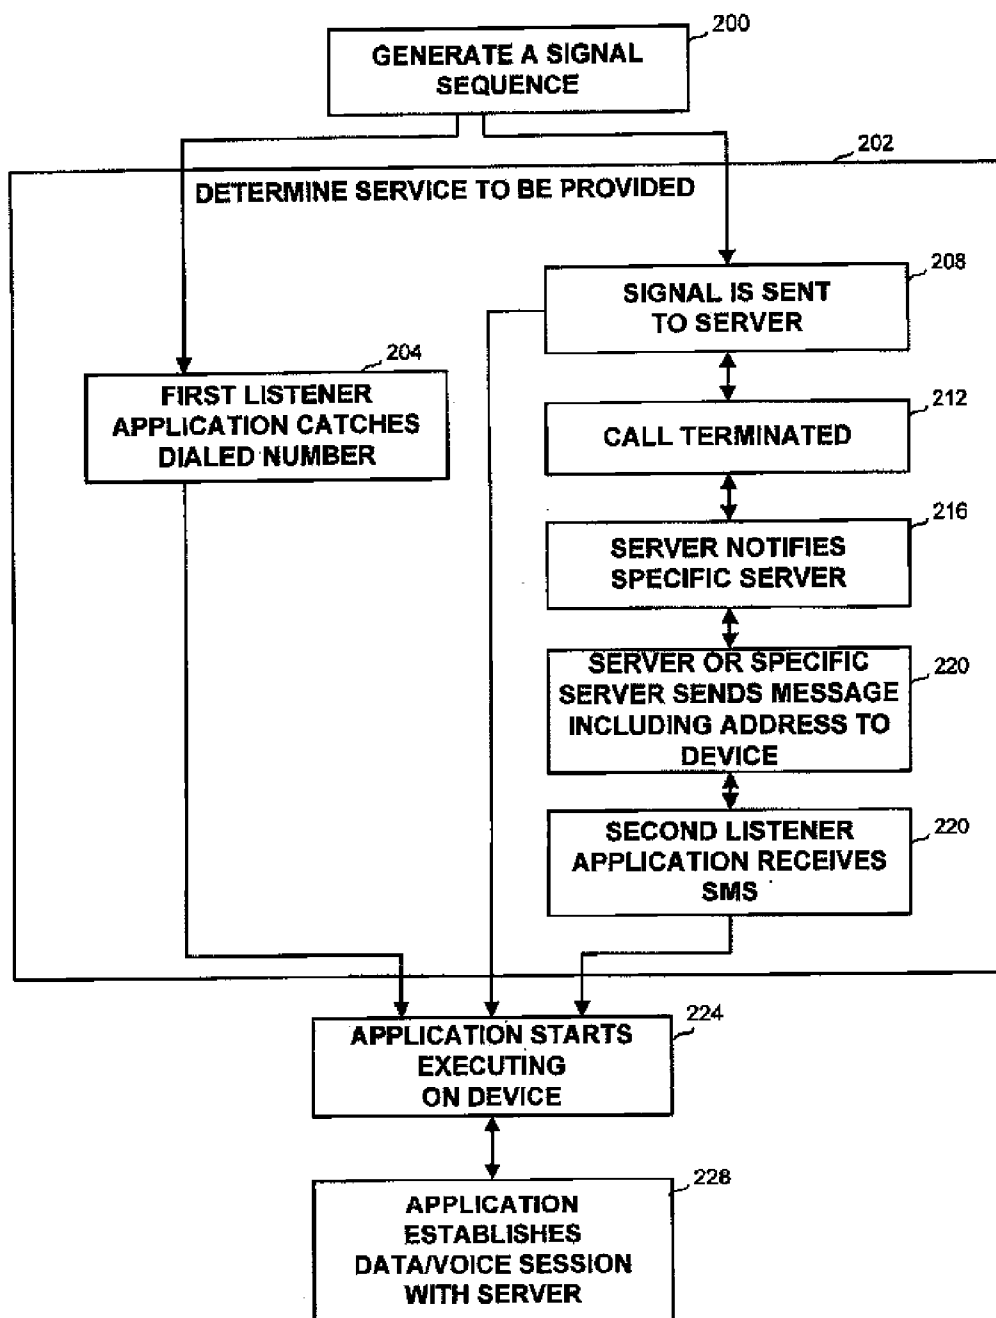 200
GENERATE A SIGNAL
SEQUENCE
202
DETERMINE SERVICE TO BE PROVIDED
208
SIGNAL IS SENT
TO SERVER
204
FIRST LISTENER
APPLICATION CATCHES
DIALED NUMBER
212
CALL TERMINATED
216
SERVER NOTIFIES
SPECIFIC SERVER
220
SERVER OR SPECIFIC
SERVER SENDS MESSAGE
INCLUDING ADDRESS TO
DEVICE
220
SECOND LISTENER
APPLICATION RECEIVES
SMS
224
APPLICATION STARTS
EXECUTING
ON DEVICE
228
APPLICATION
ESTABLISHES
DATA/VOICE SESSION
WITH SERVER